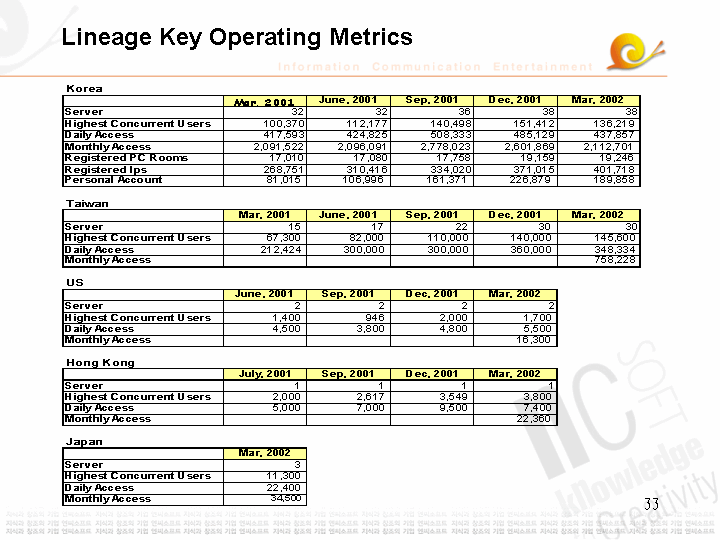 Lineage Key Operating Metrics
Information Communication Entertainment
Korea
Mar. 2001 June. 2001 Sep. 2001 Dec. 2001 Mar. 2002
Server 32 32 36 38 38
Highest Concurrent Users 100,370 112,177 140,498 151,412 136,219
Daily Access 417,593 424,825 508,333 485,129 437,857
Monthly Access 2,091,522 2,096,091 2,778,023 2,601,869 2,112,701
Registered PC Rooms 17,010 17,080 17,758 19,159 19,246
Registered Ips 268,751 310,416 334,020 371,015 401,718
Personal Account 81,015 106,996 161,371 226,879 189,858
Taiwan
Mar. 2001 June. 2001 Sep. 2001 Dec. 2001 Mar. 2002
Server 15 17 22 30 30
Highest Concurrent Users 67,300 82,000 110,000 140,000 145,600
Daily Access 212,424 300,000 300,000 360,000 348,334
Monthly Access 758,228
US
June. 2001 Sep. 2001 Dec. 2001 Mar. 2002
Server 2 2 2 2
Highest Concurrent Users 1,400 946 2,000 1,700
Daily Access 4,500 3,800 4,800 5,500
Monthly Access 16,300
Hong Kong
July. 2001 Sep. 2001 Dec. 2001 Mar. 2002
Server 1 1 1 1
Highest Concurrent Users 2,000 2,617 3,549 3,800
Daily Access 5,000 7,000 9,500 7,400
Monthly Access 22,360
Japan
Mar. 2002
Server 3
Highest Concurrent Users 11,300
Daily Access 22,400
Monthly Access 34,500
SOFT
Knowledge
Creativity
33